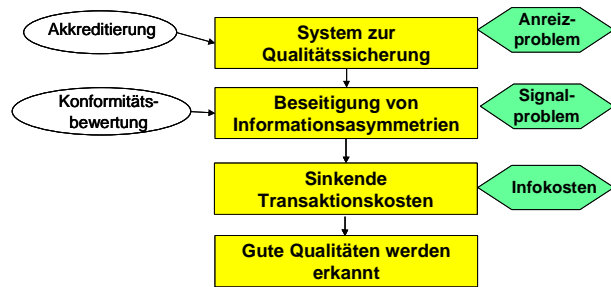 Akkreditierung
System zur
Qualitätssicherung
Anreiz-
problem
Konformitäts-
bewertung
Beseitigung von
Informationsasymmetrien
Signal-
problem
Sinkende
Transaktionskosten
Infokosten
Gute Qualitäten werden
erkannt